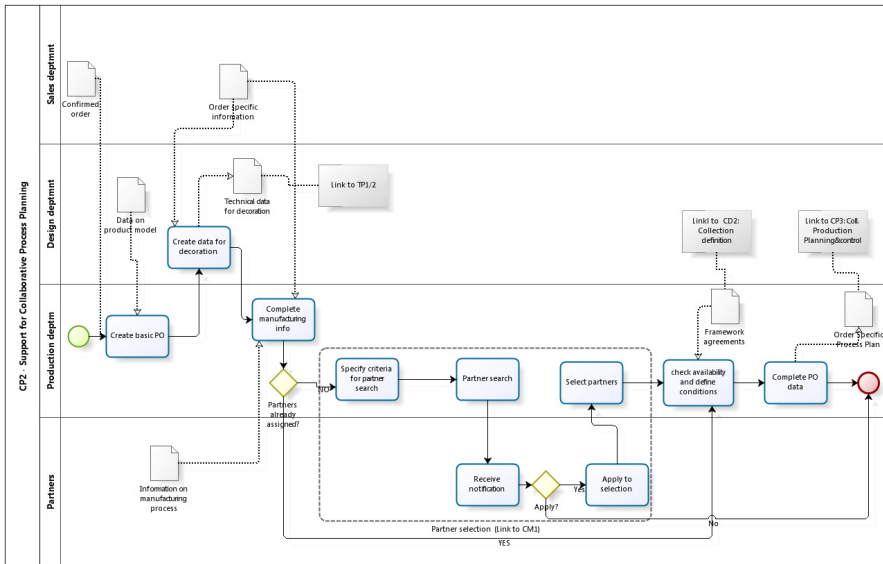 CP2 - Support for Collaborative Process Planning
Sales deptmnt
Confirmed
order
Order specific
information
Design deptmnt
Data on
product model
Technical data
for decoration
Link to TP1/2
Create data for
decoration
Linkl to CD2:
Collection
definition
Link to CP3: Coll.
Production
Planning&control
Production deptm
Create basic PO
Complete
manufacturing
info
Framework
agreements
Order Specific
Process Plan
Partners
already
assigned?
NO
Specify criteria
for partner
search
Partner search
Select partners
check availability
and define
conditions
Complete PO
data
Partners
Information on
manufacturing
process
Receive
notification
Apply?
Yes
Apply to
selection
No
Partner selection (Link to CM1)
YES